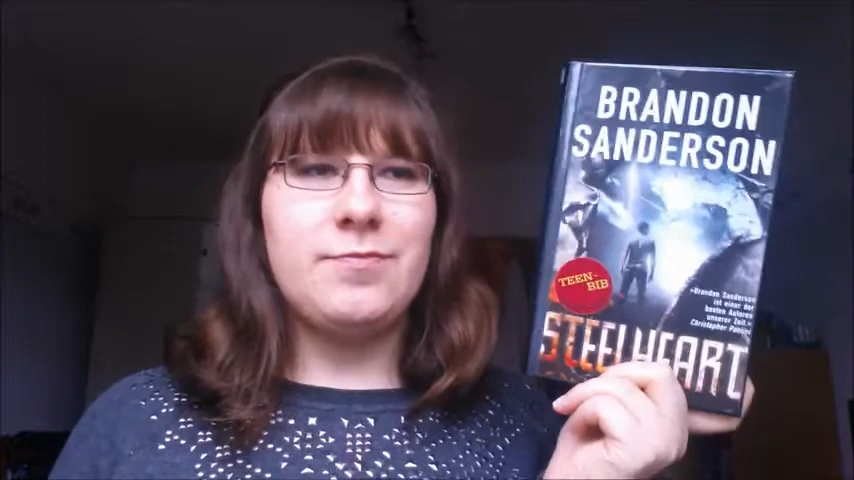 BRANDON
SANDERSON
TEEN-
BIB
»Brandon Sanderson
ist einer der
besten Autoren
unserer Zeit.«
Christopher Paolini
STEELHEART